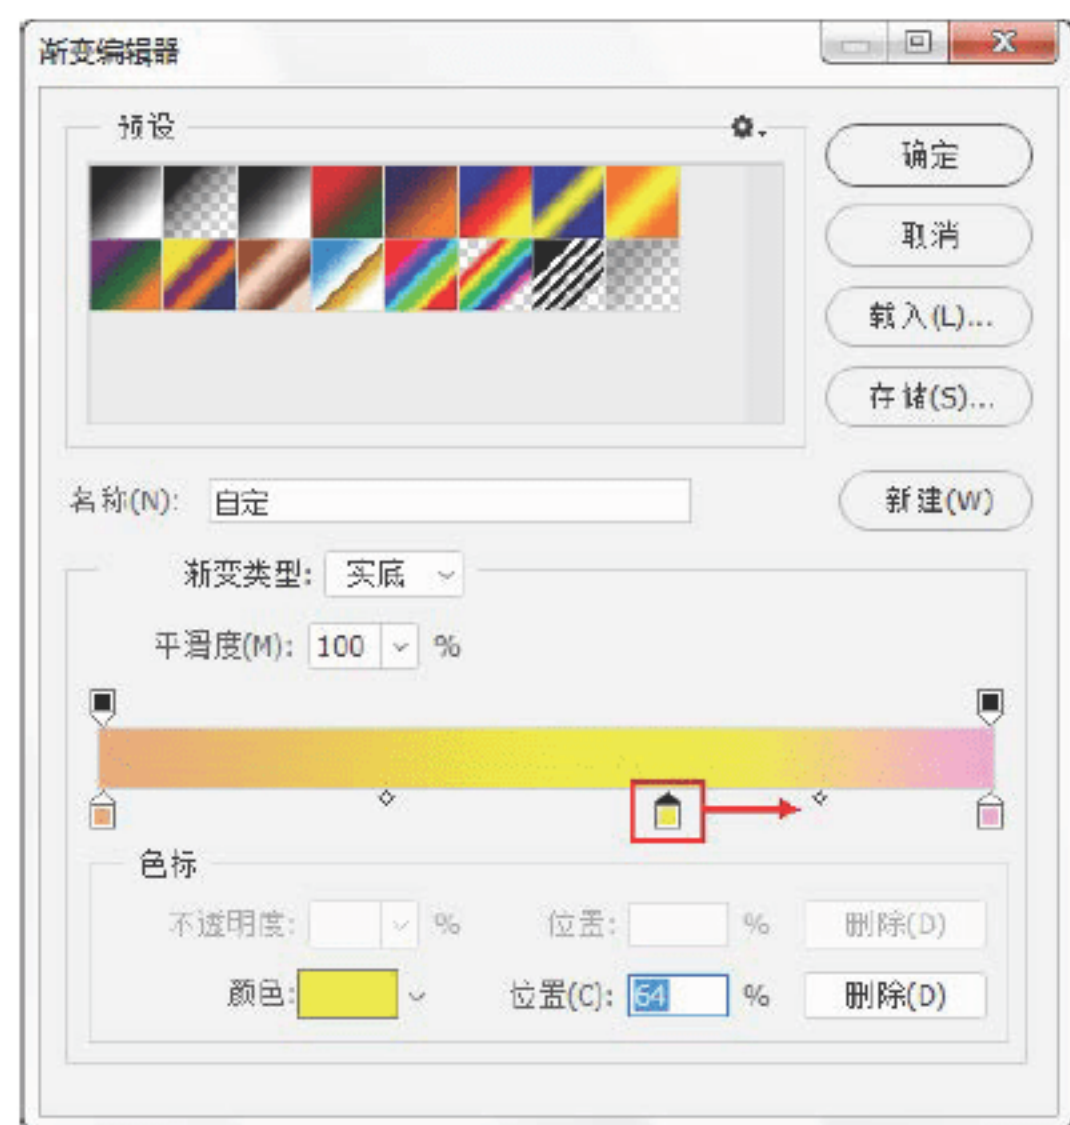 渐变编辑器
预设
确定
取消
载入(L)...
存储(S)...
名称(N): 自定
新建(W)
渐变类型: 实底
平滑度(M): 100 %
色标
不透明度: % 位置: % 删除(D)
颜色: 位置(C): 64 % 删除(D)